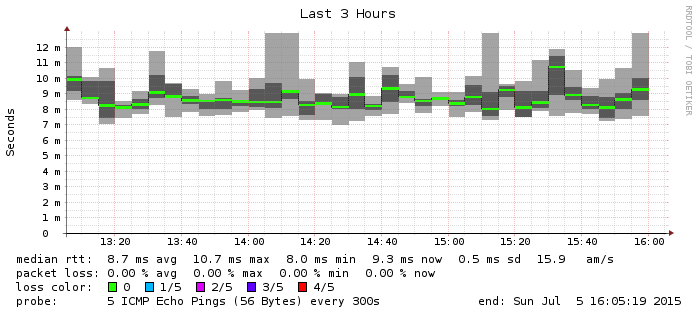 Last 3 Hours
RRDTOOL / TOBI OETIKER
Seconds
12 m
11 m
10 m
9 m
8 m
7 m
6 m
5 m
4 m
3 m
2 m
1 m
0
13:20 13:40 14:00 14:20 14:40 15:00 15:20 15:40 16:00
median rtt: 8.7 ms avg 10.7 ms max 8.0 ms min 9.3 ms now 0.5 ms sd 15.9 am/s
packet loss: 0.00 % avg 0.00 % max 0.00 % min 0.00 % now
loss color: 0 1/5 2/5 3/5 4/5
probe: 5 ICMP Echo Pings (56 Bytes) every 300s end: Sun Jul 5 16:05:19 2015